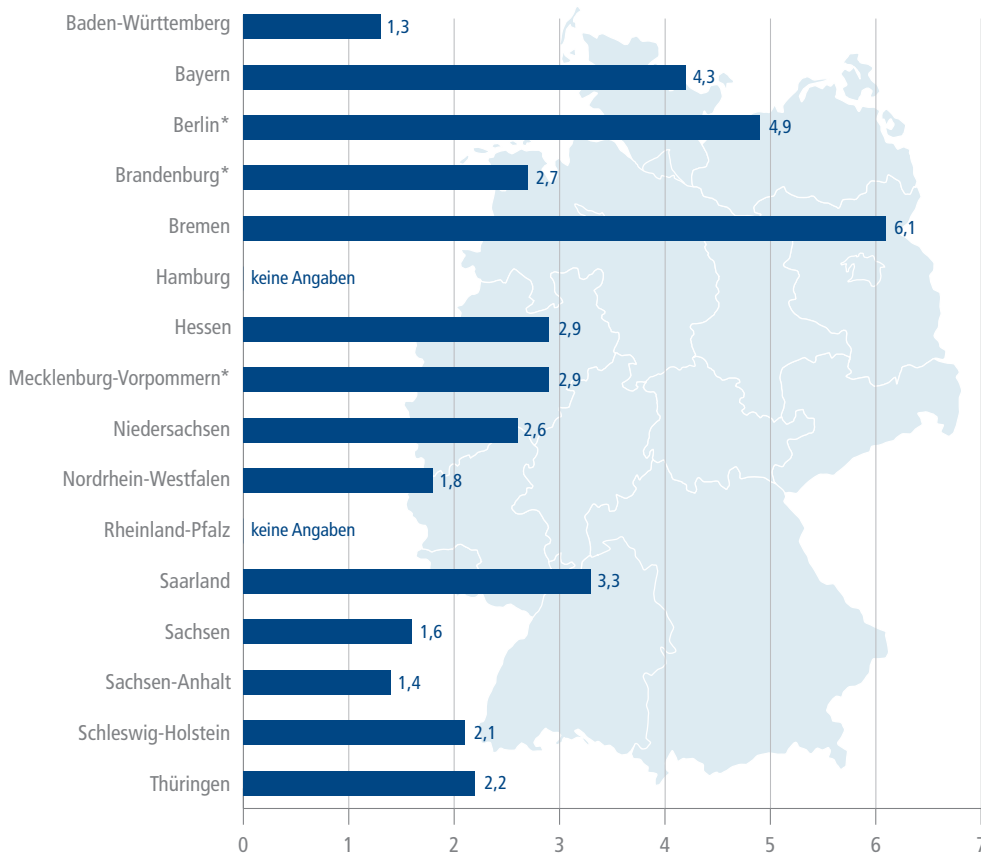 Baden-Württemberg 1,3
Bayern 4,3
Berlin* 4,9
Brandenburg* 2,7
Bremen 6,1
Hamburg keine Angaben
Hessen 2,9
Mecklenburg-Vorpommern* 2,9
Niedersachsen 2,6
Nordrhein-Westfalen 1,8
Rheinland-Pfalz keine Angaben
Saarland 3,3
Sachsen 1,6
Sachsen-Anhalt 1,4
Schleswig-Holstein 2,1
Thüringen 2,2
0 1 2 3 4 5 6 7